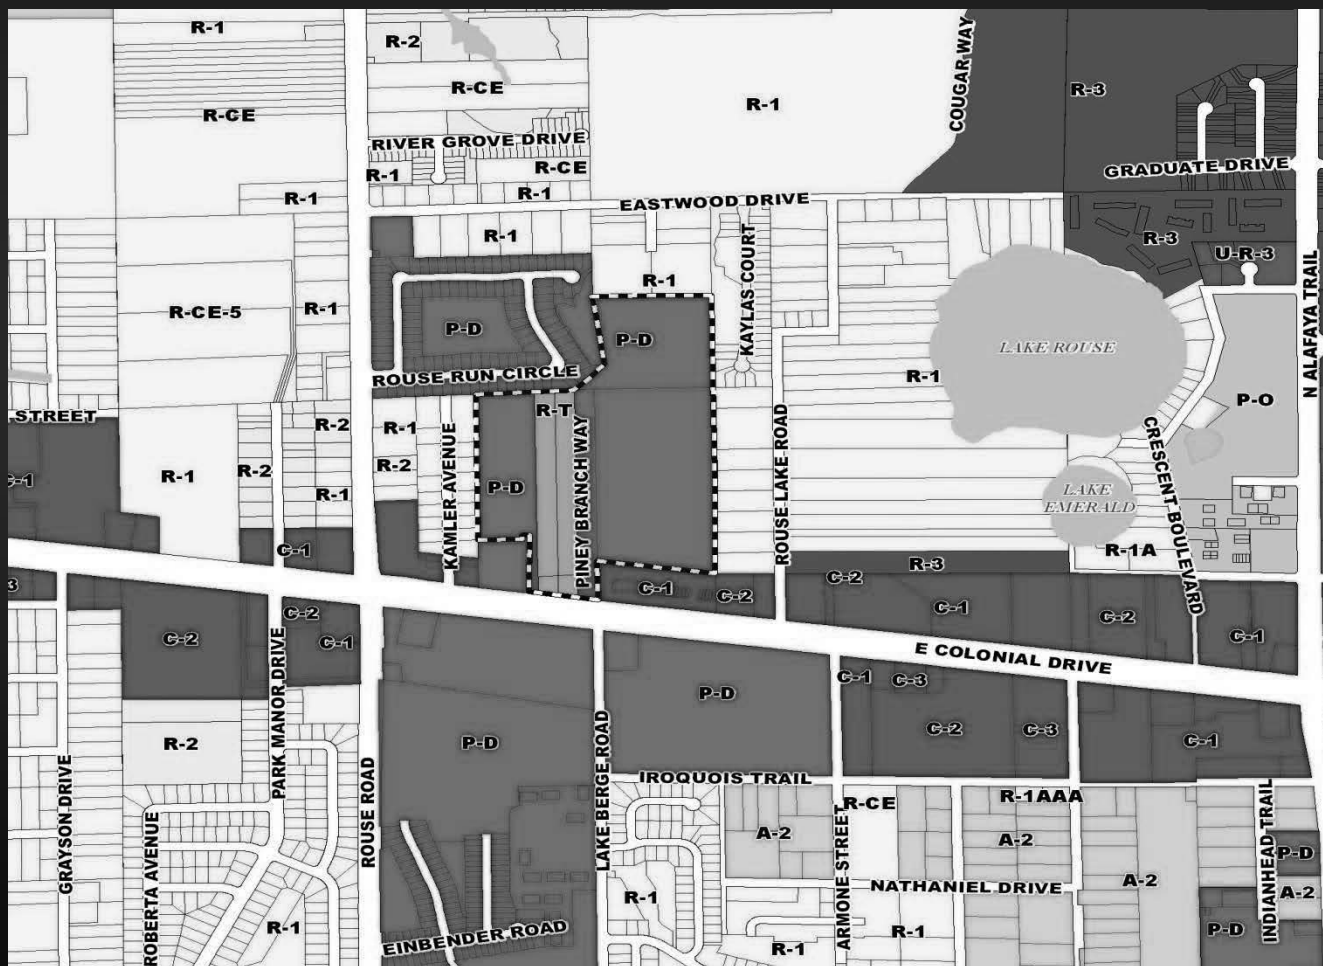 R-1
R-2
R-CE
R-CE
R-1
COUGAR WAY
R-3
RIVER GROVE DRIVE
R-CE
R-1
R-1
R-1
GRADUATE DRIVE
EASTWOOD DRIVE
R-1
R-3
U-R-3
KAYLAS COURT
N ALAFAYA TRAIL
R-CE-5
R-1
R-1
P-D
P-D
LAKE ROUSE
ROUSE RUN CIRCLE
R-1
P-O
STREET
R-2
R-1
R-T
KAMLER AVENUE
ROUSE LAKE ROAD
CRESCENT BOULEVARD
R-1
R-2
R-2
R-1
P-D
PINEY BRANCH WAY
LAKE
EMERALD
C-1
R-1A
R-3
C-1
C-2
C-1
C-2
C-1
C-2
C-1
C-2
C-2
C-1
PARK MANOR DRIVE
E COLONIAL DRIVE
C-1
C-3
P-D
C-2
C-3
C-1
R-2
P-D
GRAYSON DRIVE
ROUSE ROAD
LAKE BERGE ROAD
IROQUOIS TRAIL
R-CE
R-1AAA
ROBERTA AVENUE
A-2
ARMONE STREET
A-2
INDIANHEAD TRAIL
P-D
A-2
A-2
NATHANIEL DRIVE
R-1
R-1
EINBENDER ROAD
R-1
R-1
P-D